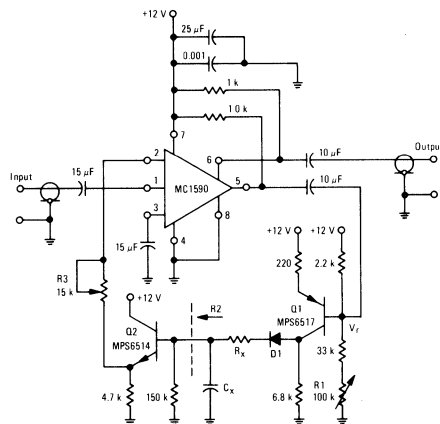 +12 V
25 μF
0.001
1 k
10 k
7
2
6
Output
10 μF
Input
15 μF
1
MC1590
5
10 μF
3
8
15 μF
4
+12 V
+12 V
R3
15 k
220
2.2 k
+12 V
R2
Q1
MPS6517
Q2
MPS6514
Rx
D1
Vr
33 k
4.7 k
150 k
Cx
6.8 k
R1
100 k